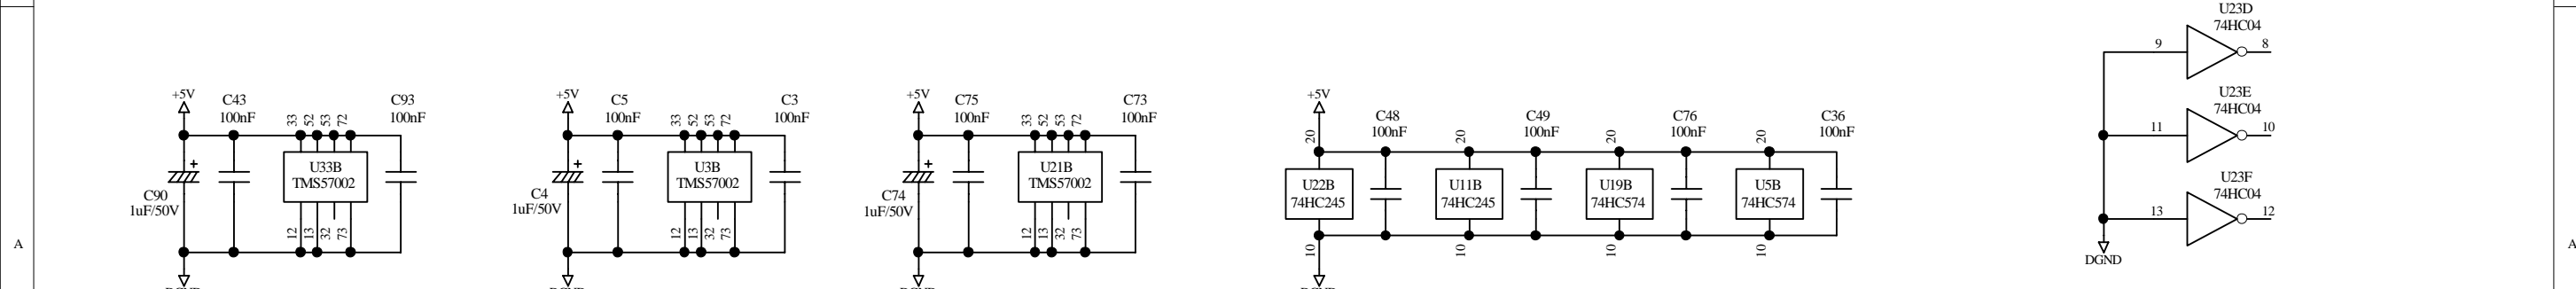 +5V
C43
100nF
33
52
53
72
C93
100nF
U33B
TMS57002
C90
1uF/50V
+
12
13
32
73
DGND
+5V
C5
100nF
33
52
53
72
C3
100nF
U3B
TMS57002
C4
1uF/50V
+
12
13
32
73
DGND
+5V
C75
100nF
33
52
53
72
C73
100nF
U21B
TMS57002
C74
1uF/50V
+
12
13
32
73
DGND
+5V
20
C48
100nF
20
C49
100nF
20
C76
100nF
20
C36
100nF
U22B
74HC245
U11B
74HC245
U19B
74HC574
U5B
74HC574
10
10
10
10
DGND
U23D
74HC04
9
8
U23E
74HC04
11
10
U23F
74HC04
13
12
DGND
A
A